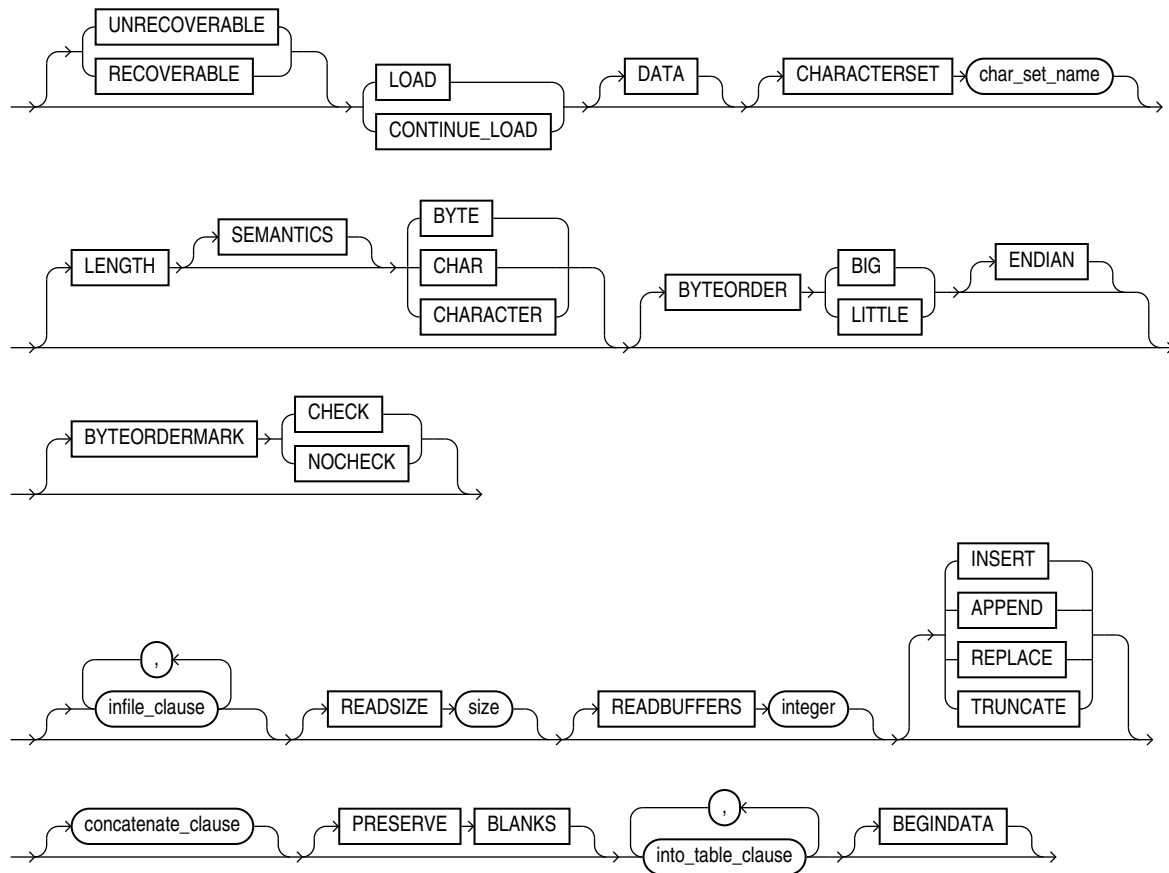 UNRECOVERABLE
RECOVERABLE
LOAD
CONTINUE_LOAD
DATA
CHARACTERSET char_set_name
LENGTH
SEMANTICS
BYTE
CHAR
CHARACTER
BYTEORDER
BIG
LITTLE
ENDIAN
BYTEORDERMARK
CHECK
NOCHECK
,
infile_clause
READSIZE size
READBUFFERS integer
INSERT
APPEND
REPLACE
TRUNCATE
concatenate_clause
PRESERVE BLANKS
,
into_table_clause
BEGINDATA